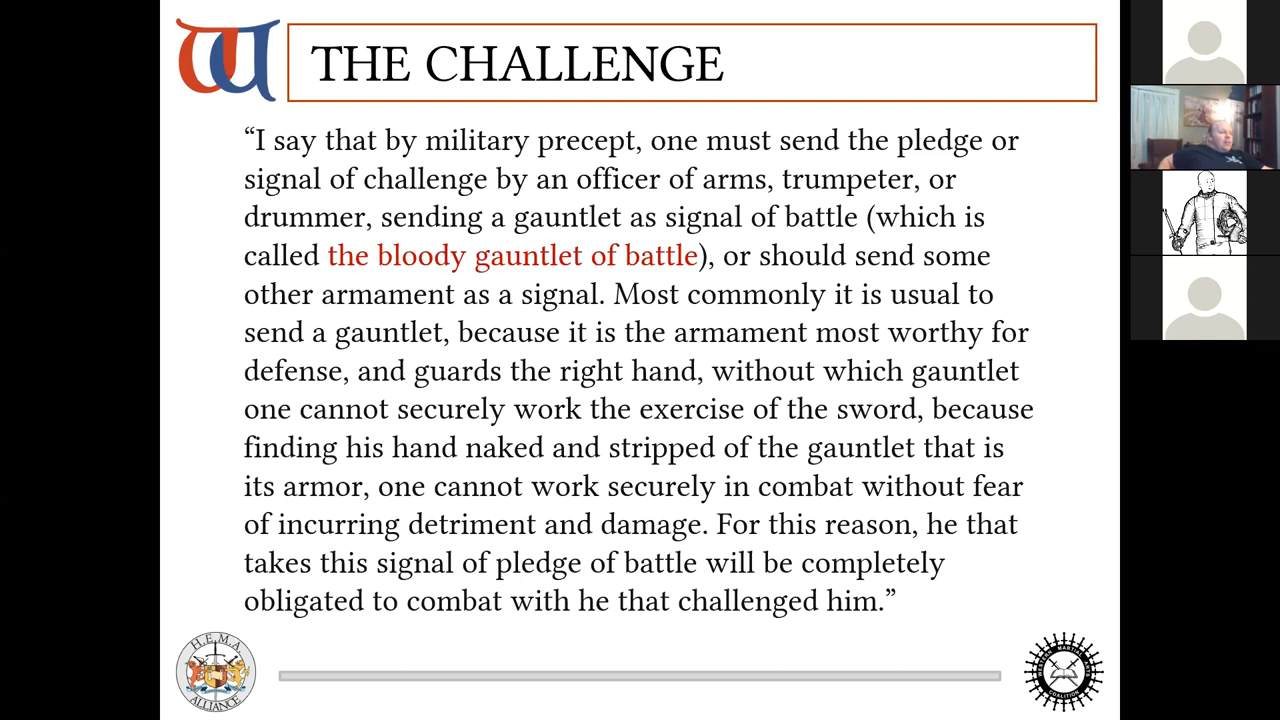 THE CHALLENGE
“I say that by military precept, one must send the pledge or
signal of challenge by an officer of arms, trumpeter, or
drummer, sending a gauntlet as signal of battle (which is
called the bloody gauntlet of battle), or should send some
other armament as a signal. Most commonly it is usual to
send a gauntlet, because it is the armament most worthy for
defense, and guards the right hand, without which gauntlet
one cannot securely work the exercise of the sword, because
finding his hand naked and stripped of the gauntlet that is
its armor, one cannot work securely in combat without fear
of incurring detriment and damage. For this reason, he that
takes this signal of pledge of battle will be completely
obligated to combat with he that challenged him.”
H.E.M.A.
ALLIANCE
WESTERN MARTIAL ARTS
COALITION